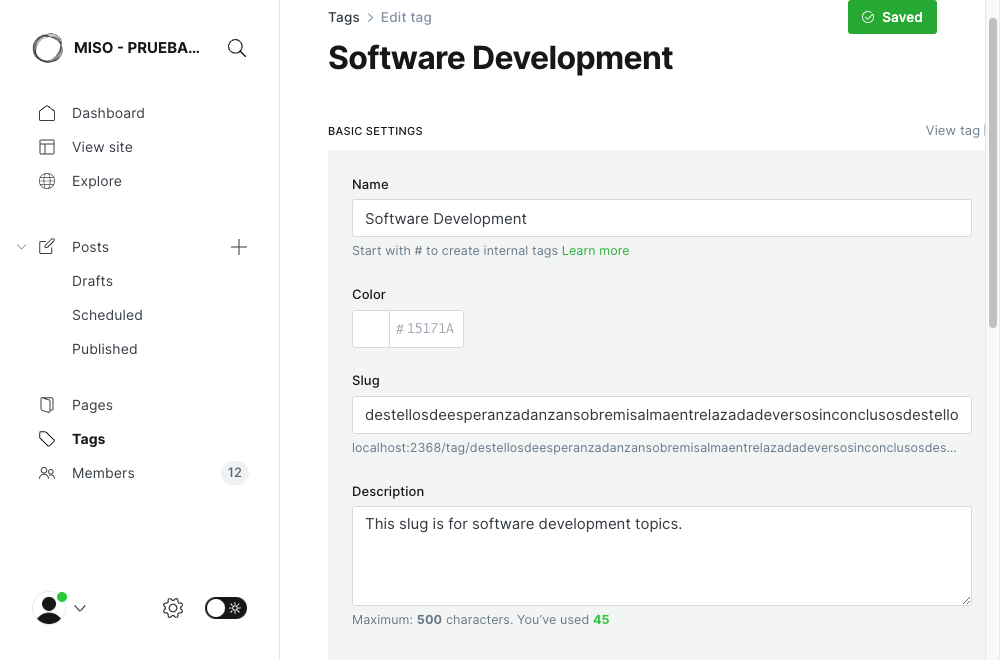 MISO - PRUEBA...
Dashboard
View site
Explore
Posts
Drafts
Scheduled
Published
Pages
Tags
Members 12
Tags > Edit tag
Saved
Software Development
BASIC SETTINGS
View tag
Name
Software Development
Start with # to create internal tags Learn more
Color
# 15171A
Slug
destellosdeesperanzadanzansobremisalmaentrelazadadeversosinconclusosdestello
localhost:2368/tag/destellosdeesperanzadanzansobremisalmaentrelazadadeversosinconclusosdes...
Description
This slug is for software development topics.
Maximum: 500 characters. You've used 45